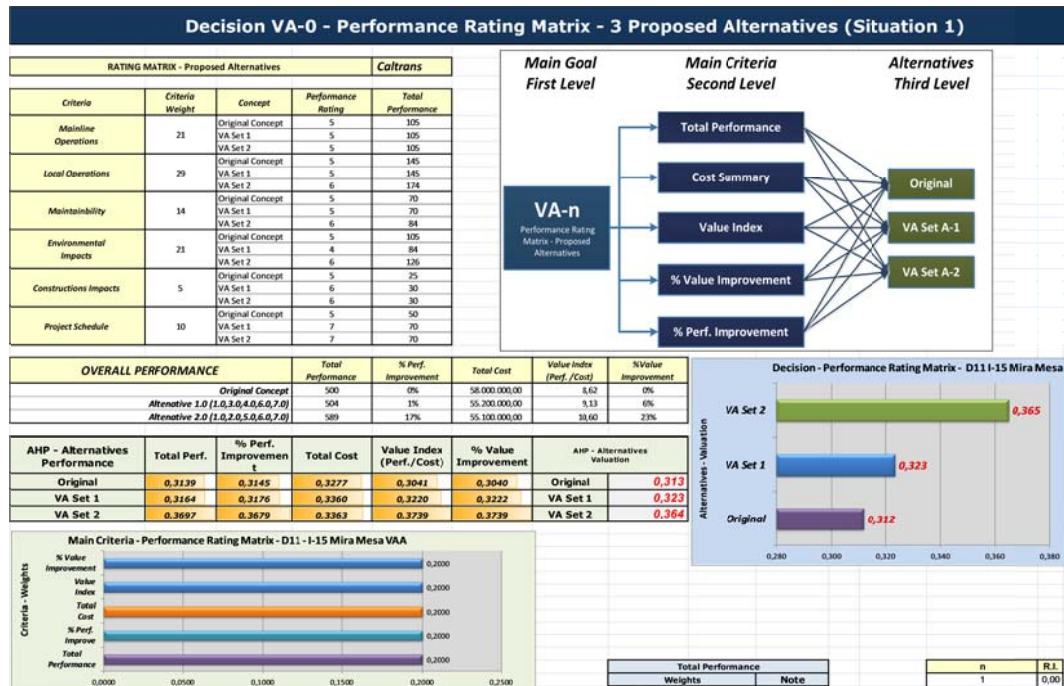 Decision VA-0 - Performance Rating Matrix - 3 Proposed Alternatives (Situation 1)
RATING MATRIX - Proposed Alternatives Caltrans
Criteria Criteria Weight Concept Performance Rating Total Performance
Mainline Operations 21
Original Concept 5 105
VA Set 1 5 105
VA Set 2 5 105
Local Operations 29
Original Concept 5 145
VA Set 1 5 145
VA Set 2 6 174
Maintainbility 14
Original Concept 5 70
VA Set 1 5 70
VA Set 2 6 84
Environmental Impacts 21
Original Concept 5 105
VA Set 1 4 84
VA Set 2 6 126
Constructions Impacts 5
Original Concept 5 25
VA Set 1 6 30
VA Set 2 6 30
Project Schedule 10
Original Concept 5 50
VA Set 1 7 70
VA Set 2 7 70
Main Goal
First Level
Main Criteria
Second Level
Alternatives
Third Level
VA-n
Performance Rating
Matrix - Proposed
Alternatives
Total Performance
Cost Summary
Value Index
% Value Improvement
% Perf. Improvement
Original
VA Set A-1
VA Set A-2
OVERALL PERFORMANCE Total Performance % Perf. Improvement Total Cost Value Index (Perf. /Cost) %Value Improvement
Original Concept 500 0% 58.000.000,00 8,62 0%
Altenative 1.0 (1.0,3.0,4.0,6.0,7.0) 504 1% 55.200.000,00 9,13 6%
Altenative 2.0 (1.0,2.0,5.0,6.0,7.0) 589 17% 55.100.000,00 10,60 23%
AHP - Alternatives Performance Total Perf. % Perf. Improvemen t Total Cost Value Index (Perf./Cost) % Value Improvement AHP - Alternatives Valuation
Original 0,3139 0,3145 0,3277 0,3041 0,3040 Original 0,313
VA Set 1 0,3164 0,3176 0,3360 0,3220 0,3222 VA Set 1 0,323
VA Set 2 0.3697 0.3679 0.3363 0.3739 0.3739 VA Set 2 0,364
Decision - Performance Rating Matrix - D11 I-15 Mira Mesa
Alternatives - Valuation
VA Set 2 0,365
VA Set 1 0,323
Original 0,312
0,280 0,300 0,320 0,340 0,360 0,380
Main Criteria - Performance Rating Matrix - D11 - I-15 Mira Mesa VAA
Criteria - Weights
% Value Improvement 0,2000
Value Index 0,2000
Total Cost 0,2000
% Perf. Improve 0,2000
Total Performance 0,2000
0,0000 0,0500 0,1000 0,1500 0,2000 0,2500
Total Performance
Weights Note
n R.I.
1 0,00